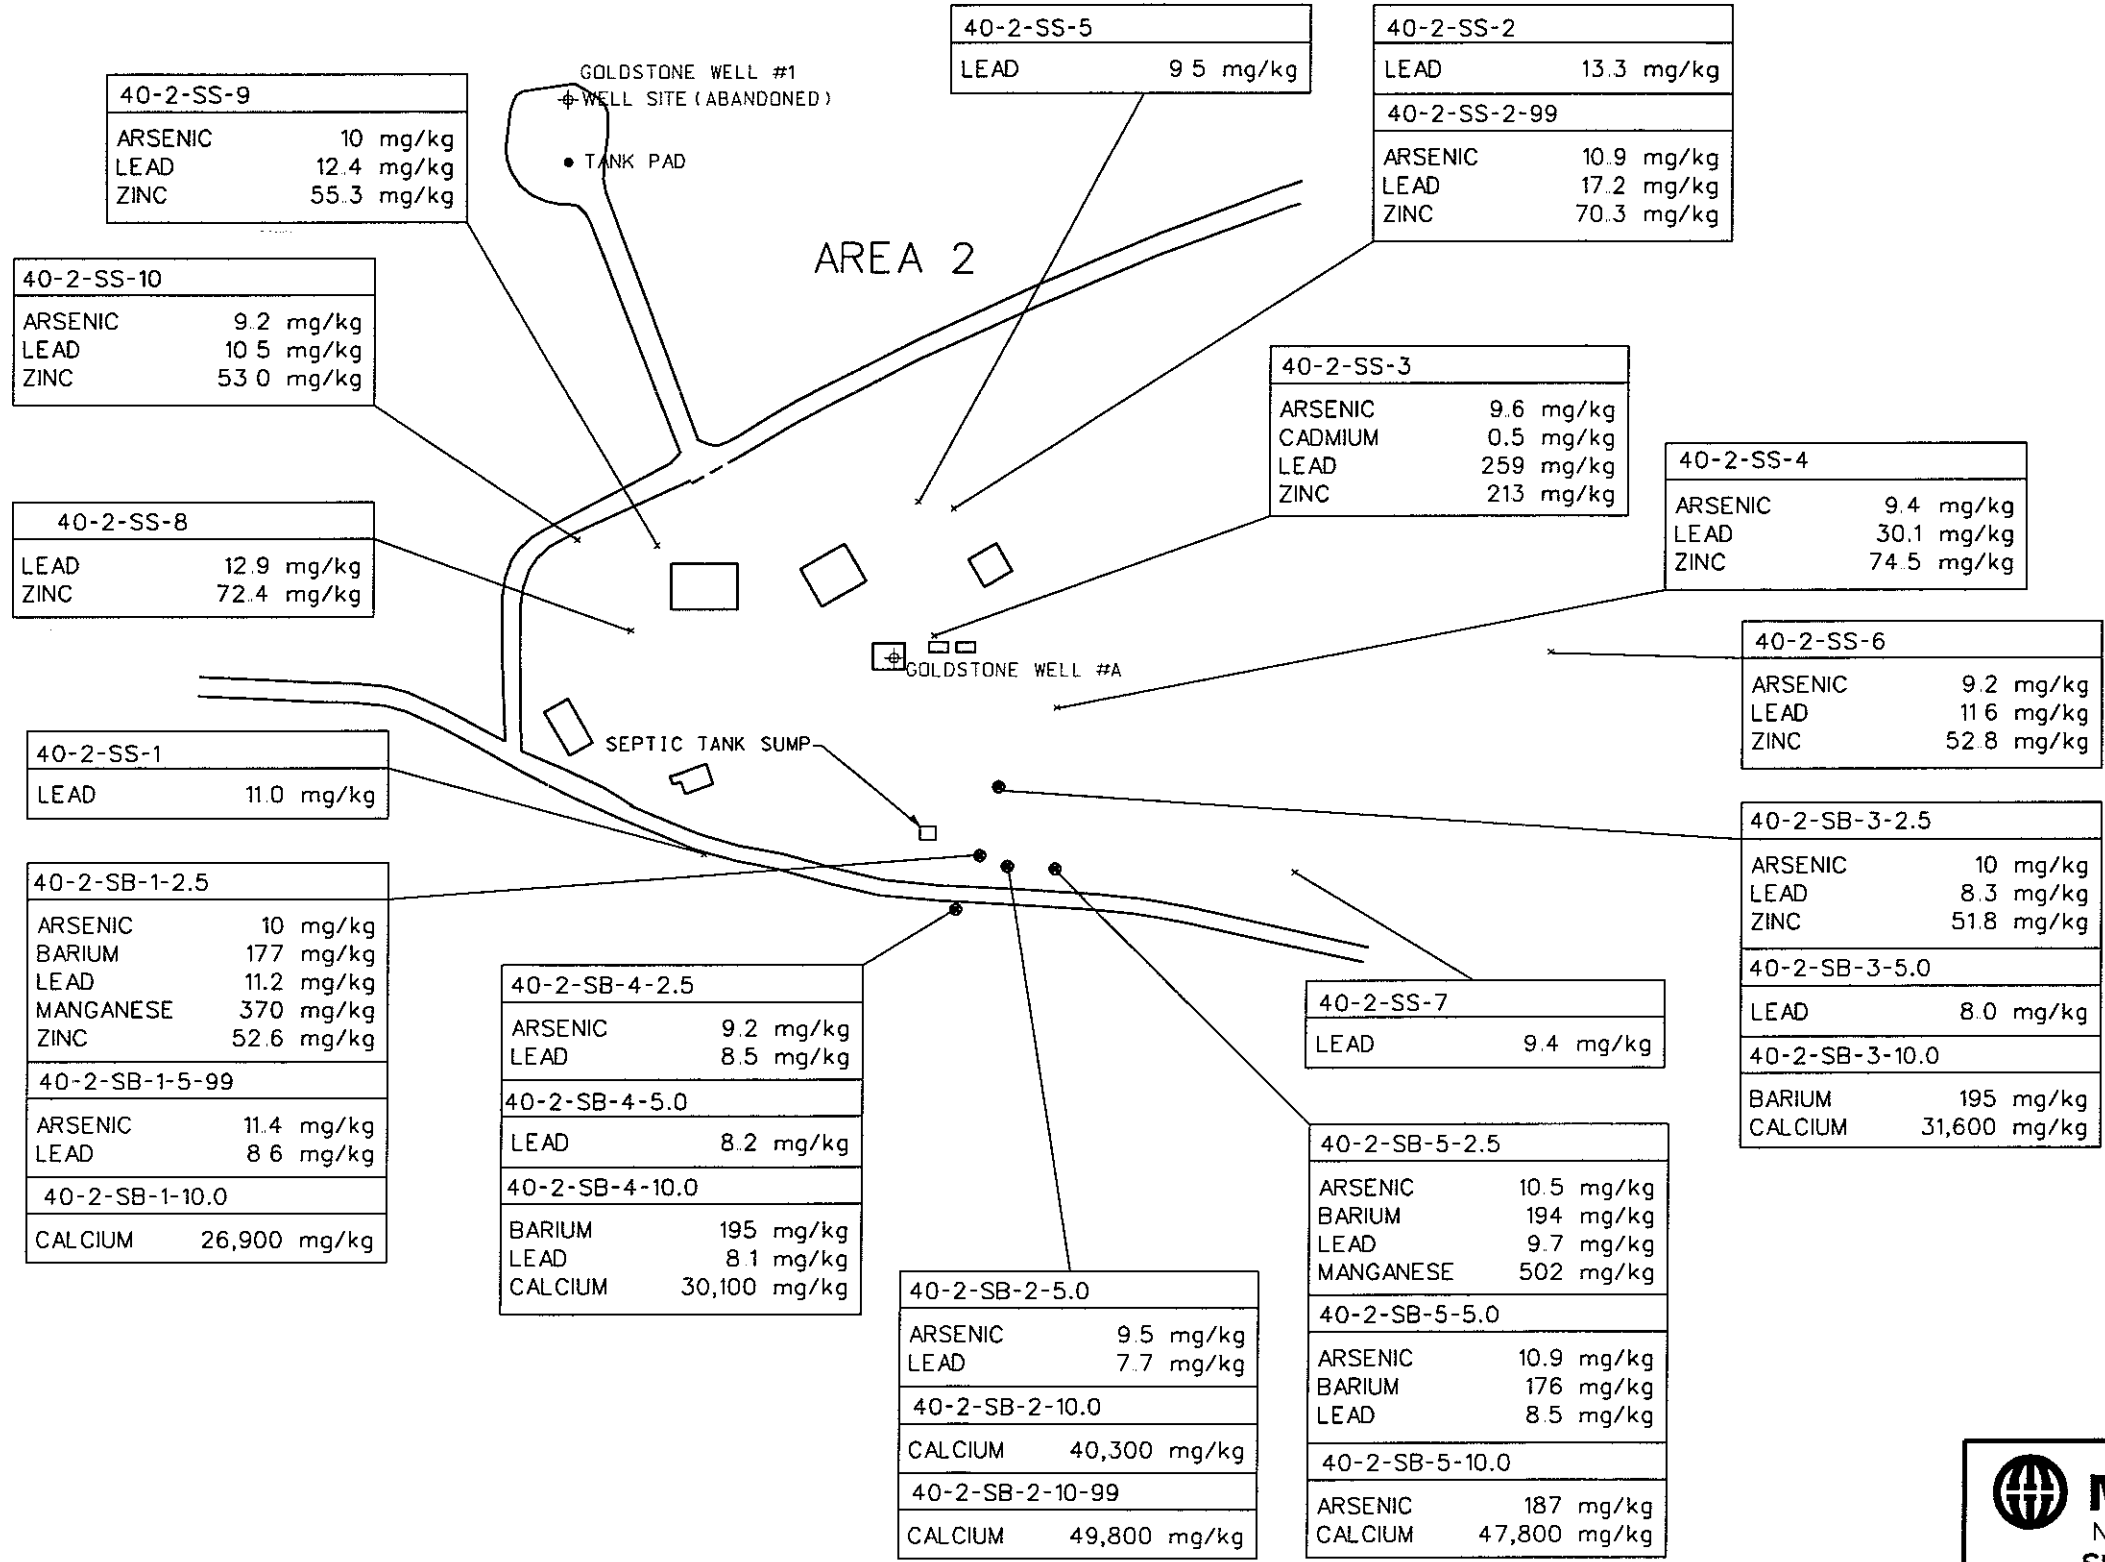 40-2-SS-5
LEAD 9 5 mg/kg
40-2-SS-2
LEAD 13.3 mg/kg
40-2-SS-2-99
ARSENIC 10.9 mg/kg
LEAD 17.2 mg/kg
ZINC 70.3 mg/kg
GOLDSTONE WELL #1
WELL SITE (ABANDONED)
TANK PAD
40-2-SS-9
ARSENIC 10 mg/kg
LEAD 12.4 mg/kg
ZINC 55.3 mg/kg
AREA 2
40-2-SS-10
ARSENIC 9.2 mg/kg
LEAD 10 5 mg/kg
ZINC 53 0 mg/kg
40-2-SS-3
ARSENIC 9.6 mg/kg
CADMIUM 0.5 mg/kg
LEAD 259 mg/kg
ZINC 213 mg/kg
40-2-SS-4
ARSENIC 9.4 mg/kg
LEAD 30.1 mg/kg
ZINC 74.5 mg/kg
40-2-SS-8
LEAD 12.9 mg/kg
ZINC 72.4 mg/kg
GOLDSTONE WELL #A
40-2-SS-6
ARSENIC 9.2 mg/kg
LEAD 11 6 mg/kg
ZINC 52.8 mg/kg
SEPTIC TANK SUMP
40-2-SS-1
LEAD 11.0 mg/kg
40-2-SB-3-2.5
ARSENIC 10 mg/kg
LEAD 8.3 mg/kg
ZINC 51.8 mg/kg
40-2-SB-3-5.0
LEAD 8.0 mg/kg
40-2-SB-3-10.0
BARIUM 195 mg/kg
CALCIUM 31,600 mg/kg
40-2-SB-1-2.5
ARSENIC 10 mg/kg
BARIUM 177 mg/kg
LEAD 11.2 mg/kg
MANGANESE 370 mg/kg
ZINC 52.6 mg/kg
40-2-SB-1-5-99
ARSENIC 11.4 mg/kg
LEAD 8 6 mg/kg
40-2-SB-1-10.0
CALCIUM 26,900 mg/kg
40-2-SB-4-2.5
ARSENIC 9.2 mg/kg
LEAD 8.5 mg/kg
40-2-SB-4-5.0
LEAD 8.2 mg/kg
40-2-SB-4-10.0
BARIUM 195 mg/kg
LEAD 8.1 mg/kg
CALCIUM 30,100 mg/kg
40-2-SS-7
LEAD 9.4 mg/kg
40-2-SB-2-5.0
ARSENIC 9.5 mg/kg
LEAD 7.7 mg/kg
40-2-SB-2-10.0
CALCIUM 40,300 mg/kg
40-2-SB-2-10-99
CALCIUM 49,800 mg/kg
40-2-SB-5-2.5
ARSENIC 10.5 mg/kg
BARIUM 194 mg/kg
LEAD 9.7 mg/kg
MANGANESE 502 mg/kg
40-2-SB-5-5.0
ARSENIC 10.9 mg/kg
BARIUM 176 mg/kg
LEAD 8.5 mg/kg
40-2-SB-5-10.0
ARSENIC 187 mg/kg
CALCIUM 47,800 mg/kg